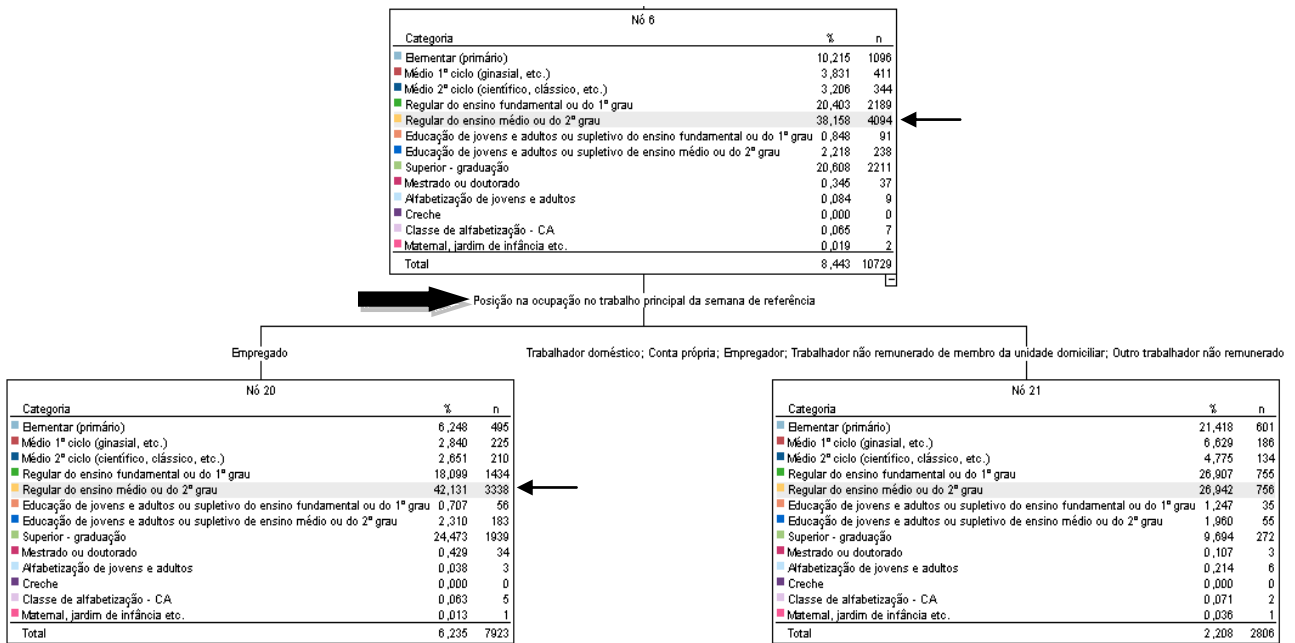 Nó 6
Categoria % n
Elementar (primário) 10,215 1096
Médio 1º ciclo (ginasial, etc.) 3,831 411
Médio 2º ciclo (científico, clássico, etc.) 3,206 344
Regular do ensino fundamental ou do 1º grau 20,403 2189
Regular do ensino médio ou do 2º grau 38,158 4094
Educação de jovens e adultos ou supletivo do ensino fundamental ou do 1º grau 0,848 91
Educação de jovens e adultos ou supletivo de ensino médio ou do 2º grau 2,218 238
Superior - graduação 20,608 2211
Mestrado ou doutorado 0,345 37
Alfabetização de jovens e adultos 0,084 9
Creche 0,000 0
Classe de alfabetização - CA 0,065 7
Maternal, jardim de infância etc. 0,019 2
Total 8,443 10729
Posição na ocupação no trabalho principal da semana de referência
Empregado
Trabalhador doméstico; Conta própria; Empregador; Trabalhador não remunerado de membro da unidade domiciliar; Outro trabalhador não remunerado
Nó 20
Categoria % n
Elementar (primário) 6,248 495
Médio 1º ciclo (ginasial, etc.) 2,840 225
Médio 2º ciclo (científico, clássico, etc.) 2,651 210
Regular do ensino fundamental ou do 1º grau 18,099 1434
Regular do ensino médio ou do 2º grau 42,131 3338
Educação de jovens e adultos ou supletivo do ensino fundamental ou do 1º grau 0,707 56
Educação de jovens e adultos ou supletivo de ensino médio ou do 2º grau 2,310 183
Superior - graduação 24,473 1939
Mestrado ou doutorado 0,429 34
Alfabetização de jovens e adultos 0,038 3
Creche 0,000 0
Classe de alfabetização - CA 0,063 5
Maternal, jardim de infância etc. 0,013 1
Total 6,235 7923
Nó 21
Categoria % n
Elementar (primário) 21,418 601
Médio 1º ciclo (ginasial, etc.) 6,629 186
Médio 2º ciclo (científico, clássico, etc.) 4,775 134
Regular do ensino fundamental ou do 1º grau 26,907 755
Regular do ensino médio ou do 2º grau 26,942 756
Educação de jovens e adultos ou supletivo do ensino fundamental ou do 1º grau 1,247 35
Educação de jovens e adultos ou supletivo de ensino médio ou do 2º grau 1,960 55
Superior - graduação 9,694 272
Mestrado ou doutorado 0,107 3
Alfabetização de jovens e adultos 0,214 6
Creche 0,000 0
Classe de alfabetização - CA 0,071 2
Maternal, jardim de infância etc. 0,036 1
Total 2,208 2806